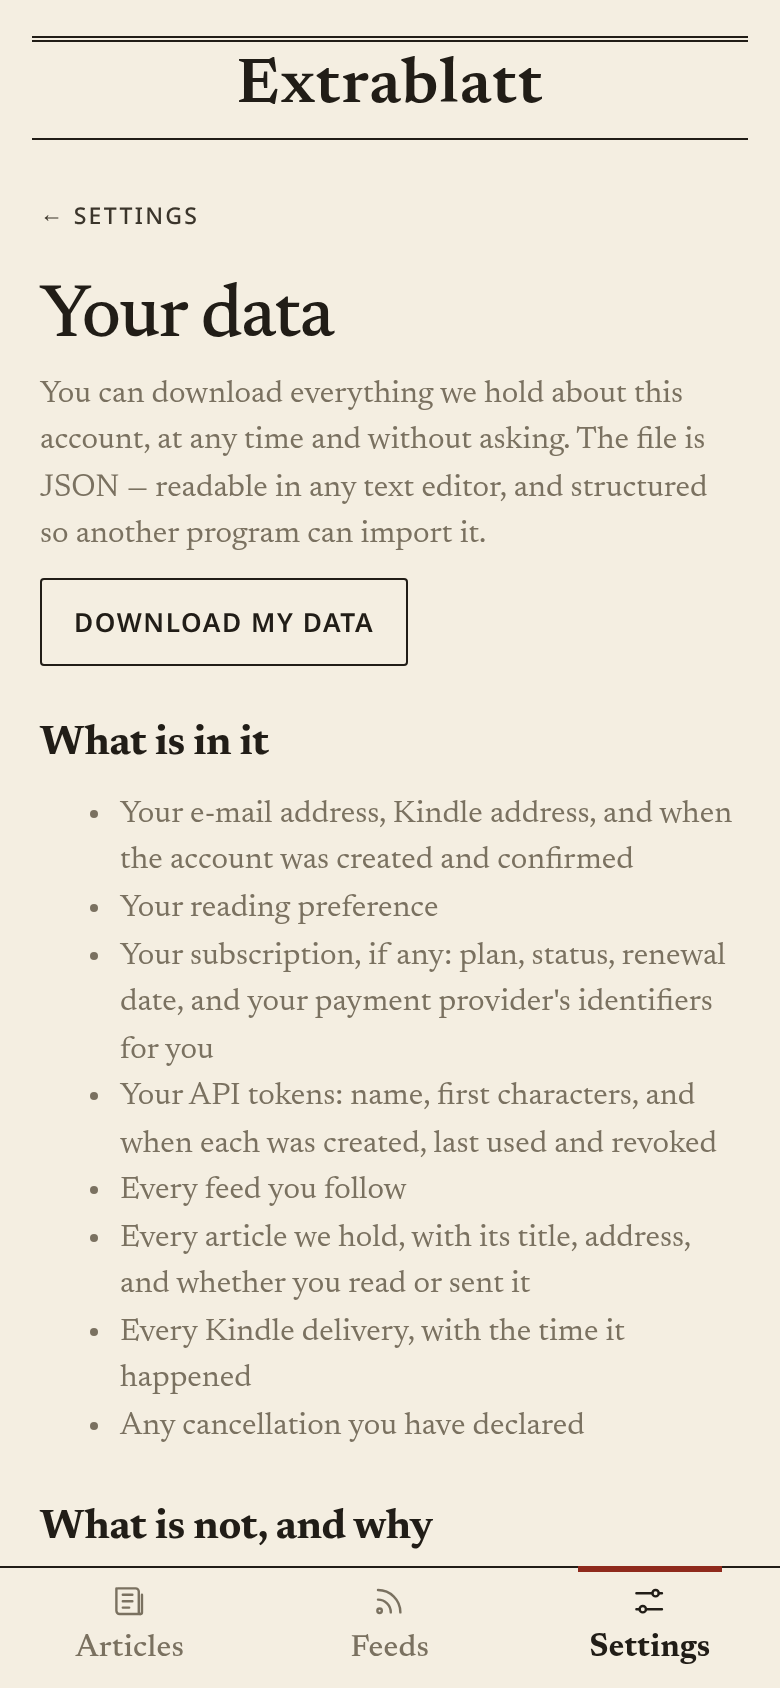 Extrablatt
← SETTINGS
Your data
You can download everything we hold about this
account, at any time and without asking. The file is
JSON — readable in any text editor, and structured
so another program can import it.
DOWNLOAD MY DATA
What is in it
• Your e-mail address, Kindle address, and when
the account was created and confirmed
• Your reading preference
• Your subscription, if any: plan, status, renewal
date, and your payment provider's identifiers
for you
• Your API tokens: name, first characters, and
when each was created, last used and revoked
• Every feed you follow
• Every article we hold, with its title, address,
and whether you read or sent it
• Every Kindle delivery, with the time it
happened
• Any cancellation you have declared
What is not, and why
Articles
Feeds
Settings